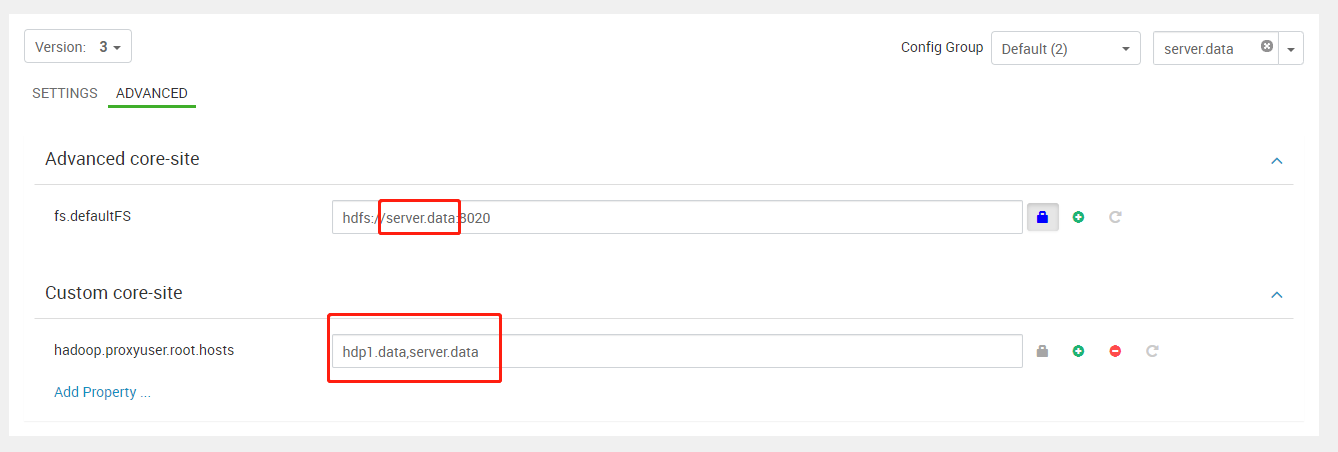 Version: 3
Config Group Default (2) server.data
SETTINGS ADVANCED
Advanced core-site
fs.defaultFS hdfs://server.data:8020
Custom core-site
hadoop.proxyuser.root.hosts hdp1.data,server.data
Add Property ...